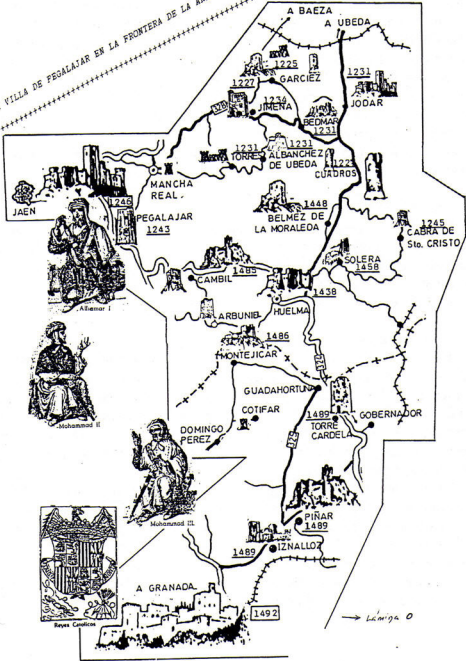 VILLA DE PEGALAJAR EN LA FRONTERA DE LA
A BAEZA
A UBEDA
1225
GARCIEZ
1227
1231
JODAR
1234
JIMENA
BEDMAR
1231
1231
TORRES
1231
ALBANCHEZ
DE UBEDA
CUADROS
MANCHA
REAL
JAEN
1246
PEGALAJAR
1243
1448
BELMEZ DE
LA MORALEDA
1245
CABRA DE
Sto. CRISTO
SOLERA
1458
1485
CAMBIL
1438
HUELMA
ARBUNIEL
1486
MONTEJICAR
GUADAHORTUNA
COTIFAR
DOMINGO
PEREZ
1489
TORRE
CARDELA
GOBERNADOR
PIÑAR
1489
1489
IZNALLOZ
A GRANADA
1492
Alhamar I
Mohammad II
Mohammad III
Reyes Catolicos
→ Lámina 0